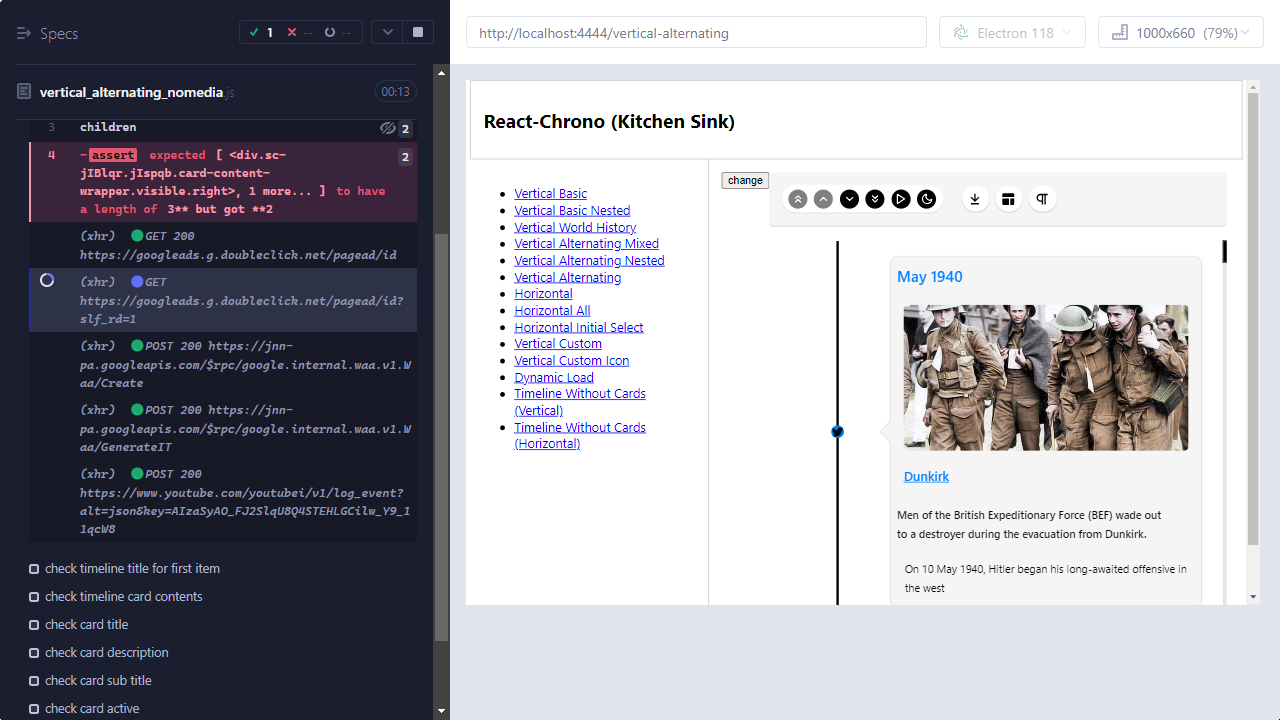 Specs
1
--
--
http://localhost:4444/vertical-alternating
Electron 118
1000x660 (79%)
vertical_alternating_nomedia.js
00:13
3 children 2
4 -assert expected [ <div.sc-
jIBlqr.jIspqb.card-content-
wrapper.visible.right>, 1 more... ] to have
a length of 3** but got **2
2
(xhr) GET 200
https://googleads.g.doubleclick.net/pagead/id
(xhr) GET
https://googleads.g.doubleclick.net/pagead/id?
slf_rd=1
(xhr) POST 200 https://jnn-
pa.googleapis.com/$rpc/google.internal.waa.v1.W
aa/Create
(xhr) POST 200 https://jnn-
pa.googleapis.com/$rpc/google.internal.waa.v1.W
aa/GenerateIT
(xhr) POST 200
https://www.youtube.com/youtubei/v1/log_event?
alt=json&key=AIzaSyAO_FJ2SlqU8Q4STEHLGCilw_Y9_1
1qcW8
check timeline title for first item
check timeline card contents
check card title
check card description
check card sub title
check card active
React-Chrono (Kitchen Sink)
Vertical Basic
Vertical Basic Nested
Vertical World History
Vertical Alternating Mixed
Vertical Alternating Nested
Vertical Alternating
Horizontal
Horizontal All
Horizontal Initial Select
Vertical Custom
Vertical Custom Icon
Dynamic Load
Timeline Without Cards
(Vertical)
Timeline Without Cards
(Horizontal)
change
May 1940
Dunkirk
Men of the British Expeditionary Force (BEF) wade out
to a destroyer during the evacuation from Dunkirk.
On 10 May 1940, Hitler began his long-awaited offensive in
the west